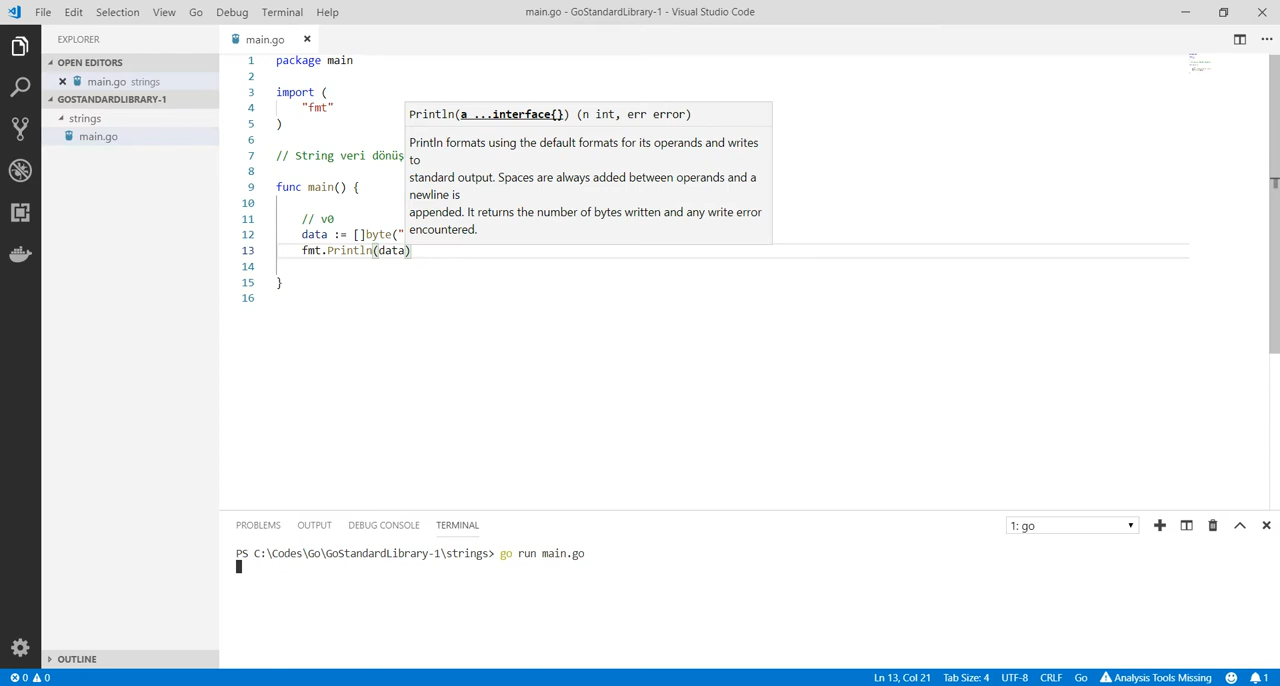 File Edit Selection View Go Debug Terminal Help main.go - GoStandardLibrary-1 - Visual Studio Code
EXPLORER
OPEN EDITORS
main.go strings
GOSTANDARDLIBRARY-1
strings
main.go
OUTLINE
main.go
1 package main
2
3 import (
4 "fmt"
5 )
6
7 // String veri dönüş
8
9 func main() {
10
11 // v0
12 data := []byte("
13 fmt.Println(data)
14
15 }
16
Println(a ...interface{}) (n int, err error)
Println formats using the default formats for its operands and writes
to
standard output. Spaces are always added between operands and a
newline is
appended. It returns the number of bytes written and any write error
encountered.
PROBLEMS OUTPUT DEBUG CONSOLE TERMINAL 1: go
PS C:\Codes\Go\GoStandardLibrary-1\strings> go run main.go
0 0 Ln 13, Col 21 Tab Size: 4 UTF-8 CRLF Go Analysis Tools Missing 1